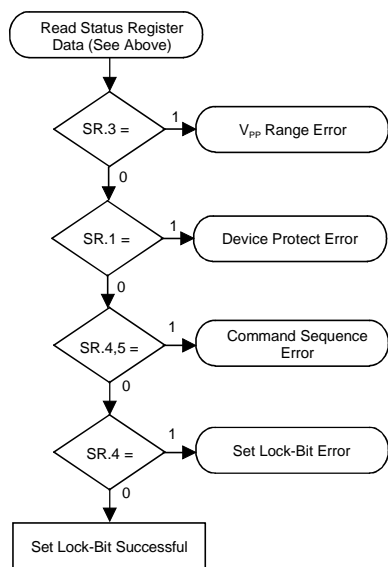 Read Status Register
Data (See Above)
SR.3 =
1
VPP Range Error
0
SR.1 =
1
Device Protect Error
0
SR.4,5 =
1
Command Sequence
Error
0
SR.4 =
1
Set Lock-Bit Error
0
Set Lock-Bit Successful